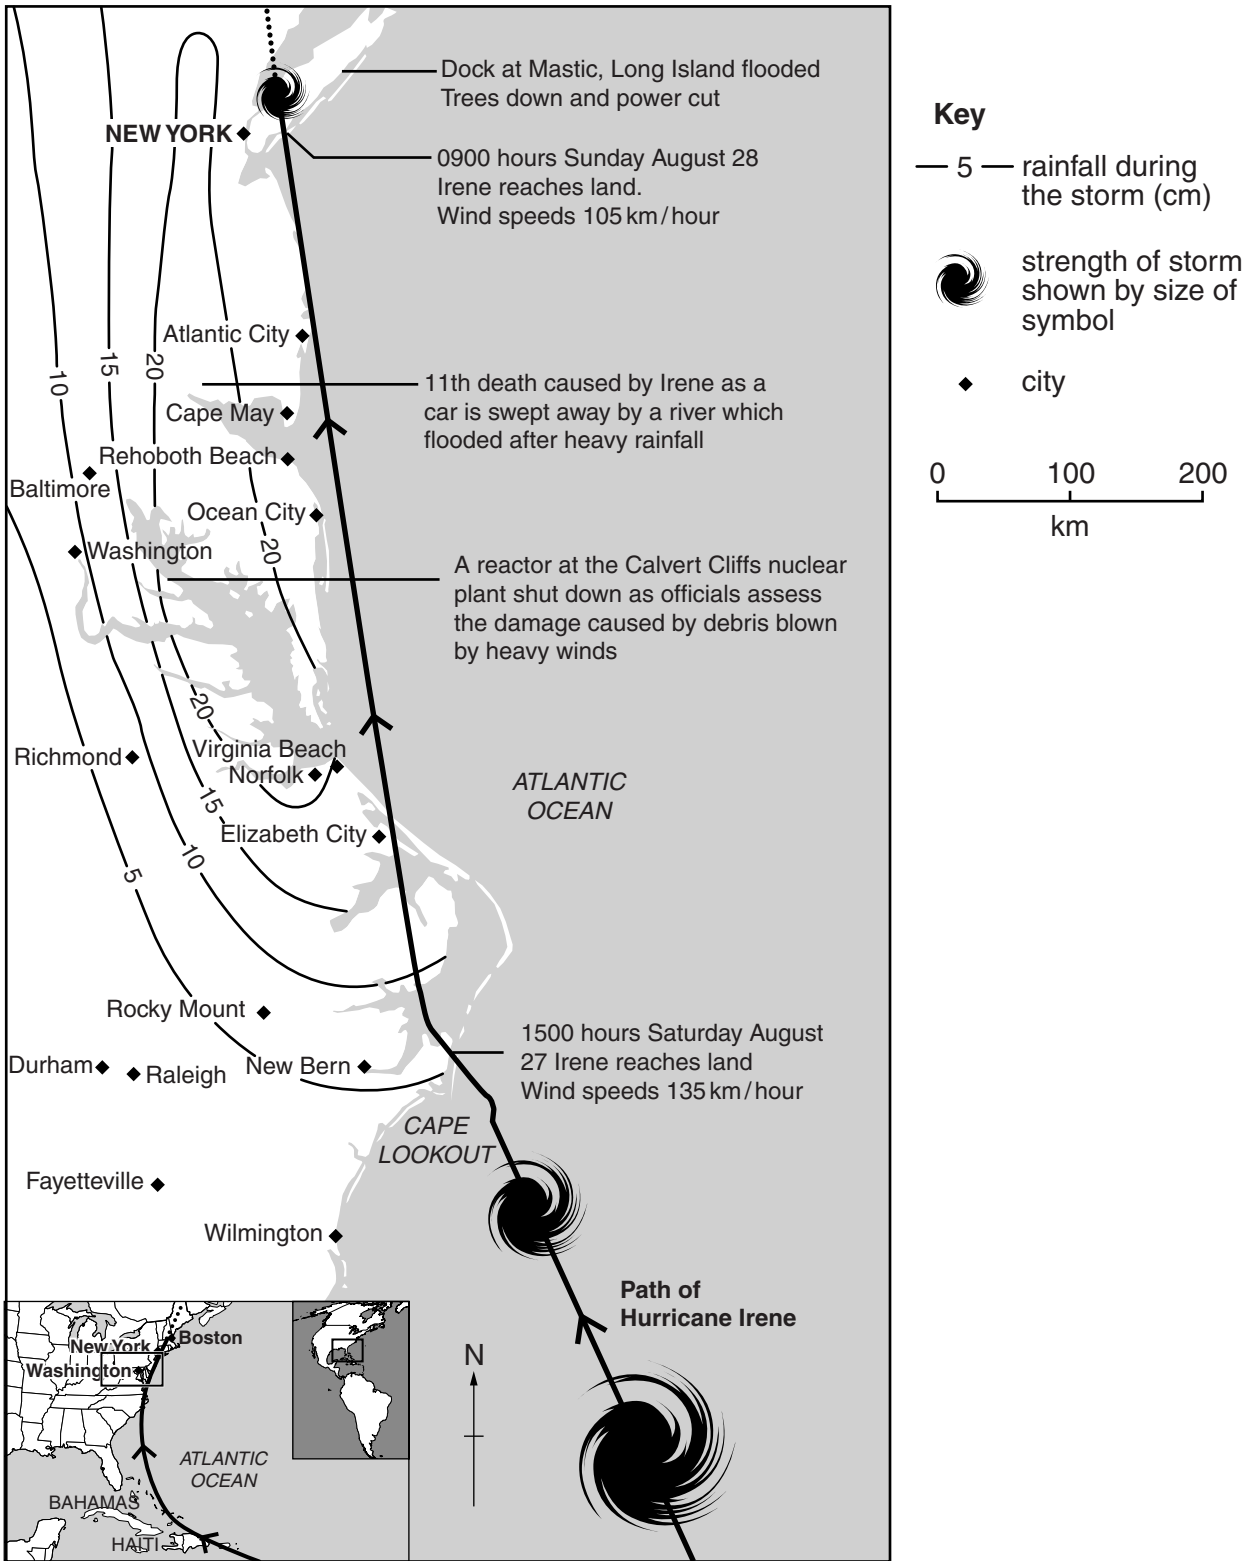 Dock at Mastic, Long Island flooded
Trees down and power cut
NEW YORK
0900 hours Sunday August 28
Irene reaches land.
Wind speeds 105 km/hour
Key
5
rainfall during
the storm (cm)
strength of storm
shown by size of
symbol
city
0 100 200
km
Atlantic City
10
15
20
11th death caused by Irene as a
car is swept away by a river which
flooded after heavy rainfall
Cape May
Rehoboth Beach
Baltimore
Ocean City
Washington
20
A reactor at the Calvert Cliffs nuclear
plant shut down as officials assess
the damage caused by debris blown
by heavy winds
20
Richmond
Virginia Beach
Norfolk
ATLANTIC
OCEAN
15
Elizabeth City
10
5
Rocky Mount
1500 hours Saturday August
27 Irene reaches land
Wind speeds 135 km/hour
Durham
Raleigh
New Bern
CAPE
LOOKOUT
Fayetteville
Wilmington
Path of
Hurricane Irene
N
New York
Boston
Washington
ATLANTIC
OCEAN
BAHAMAS
HAITI